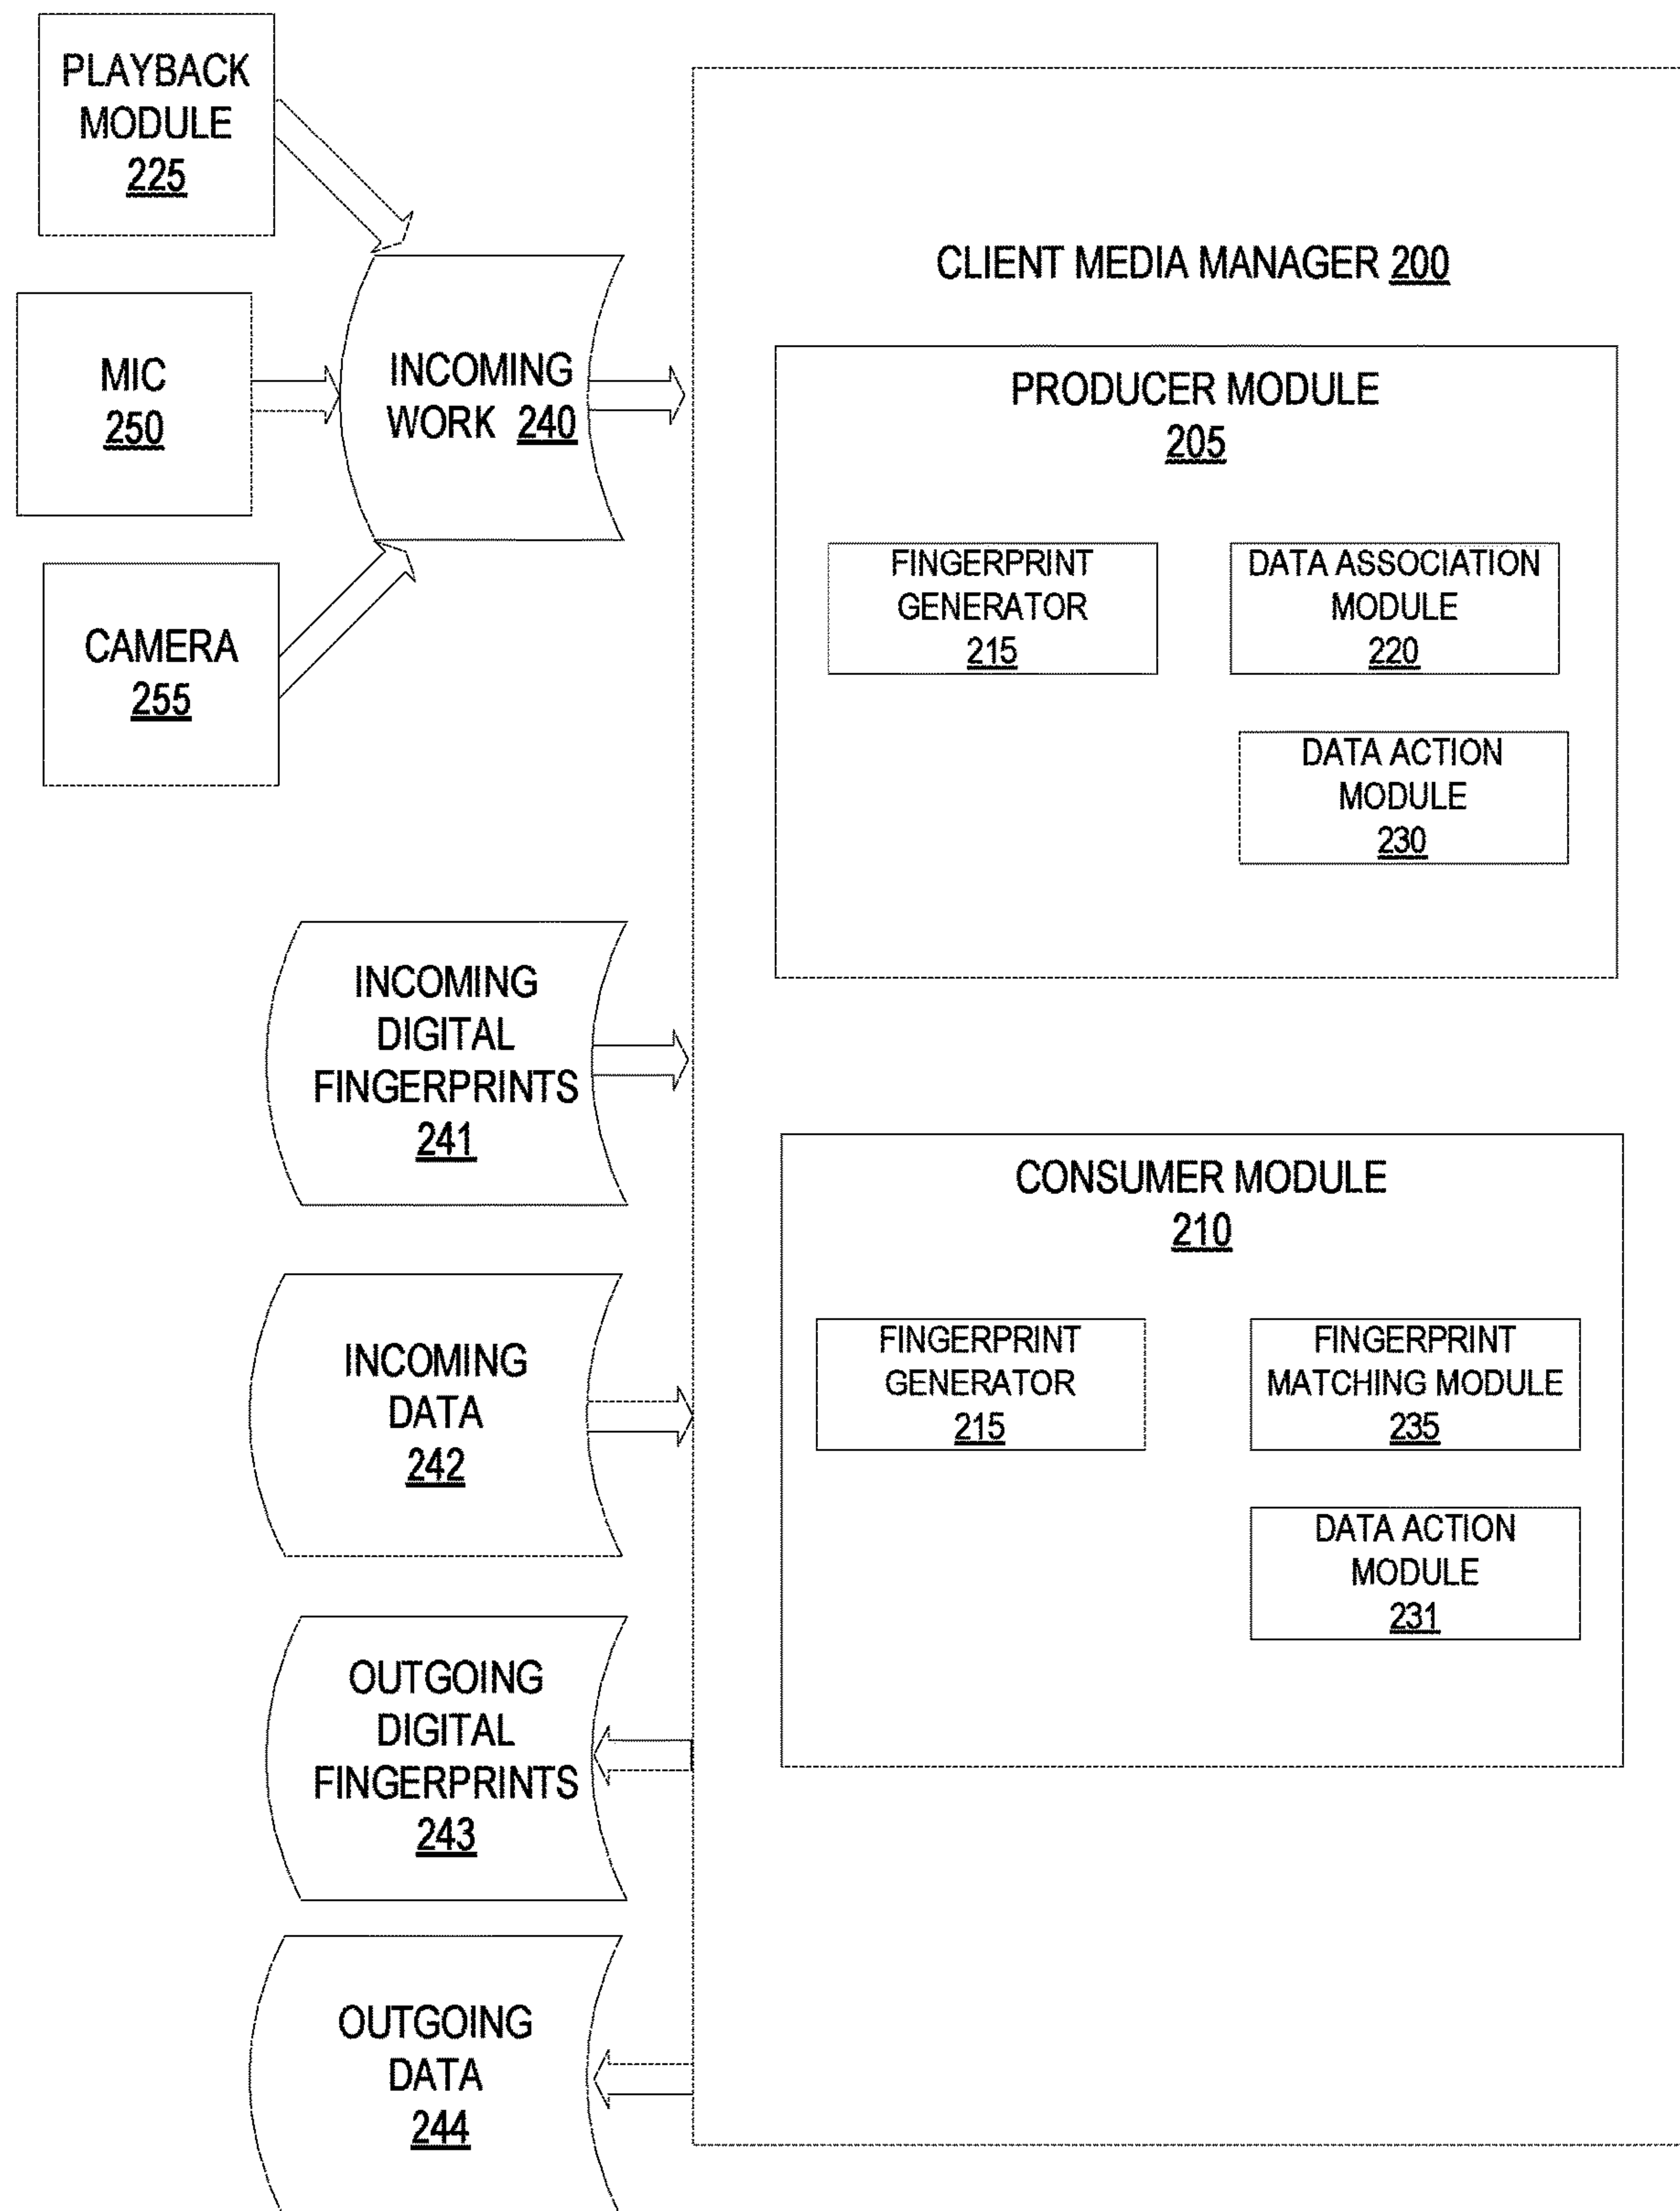 PLAYBACK
MODULE
225
MIC
250
CAMERA
255
INCOMING
WORK 240
INCOMING
DIGITAL
FINGERPRINTS
241
INCOMING
DATA
242
OUTGOING
DIGITAL
FINGERPRINTS
243
OUTGOING
DATA
244
CLIENT MEDIA MANAGER 200
PRODUCER MODULE
205
FINGERPRINT
GENERATOR
215
DATA ASSOCIATION
MODULE
220
DATA ACTION
MODULE
230
CONSUMER MODULE
210
FINGERPRINT
GENERATOR
215
FINGERPRINT
MATCHING MODULE
235
DATA ACTION
MODULE
231